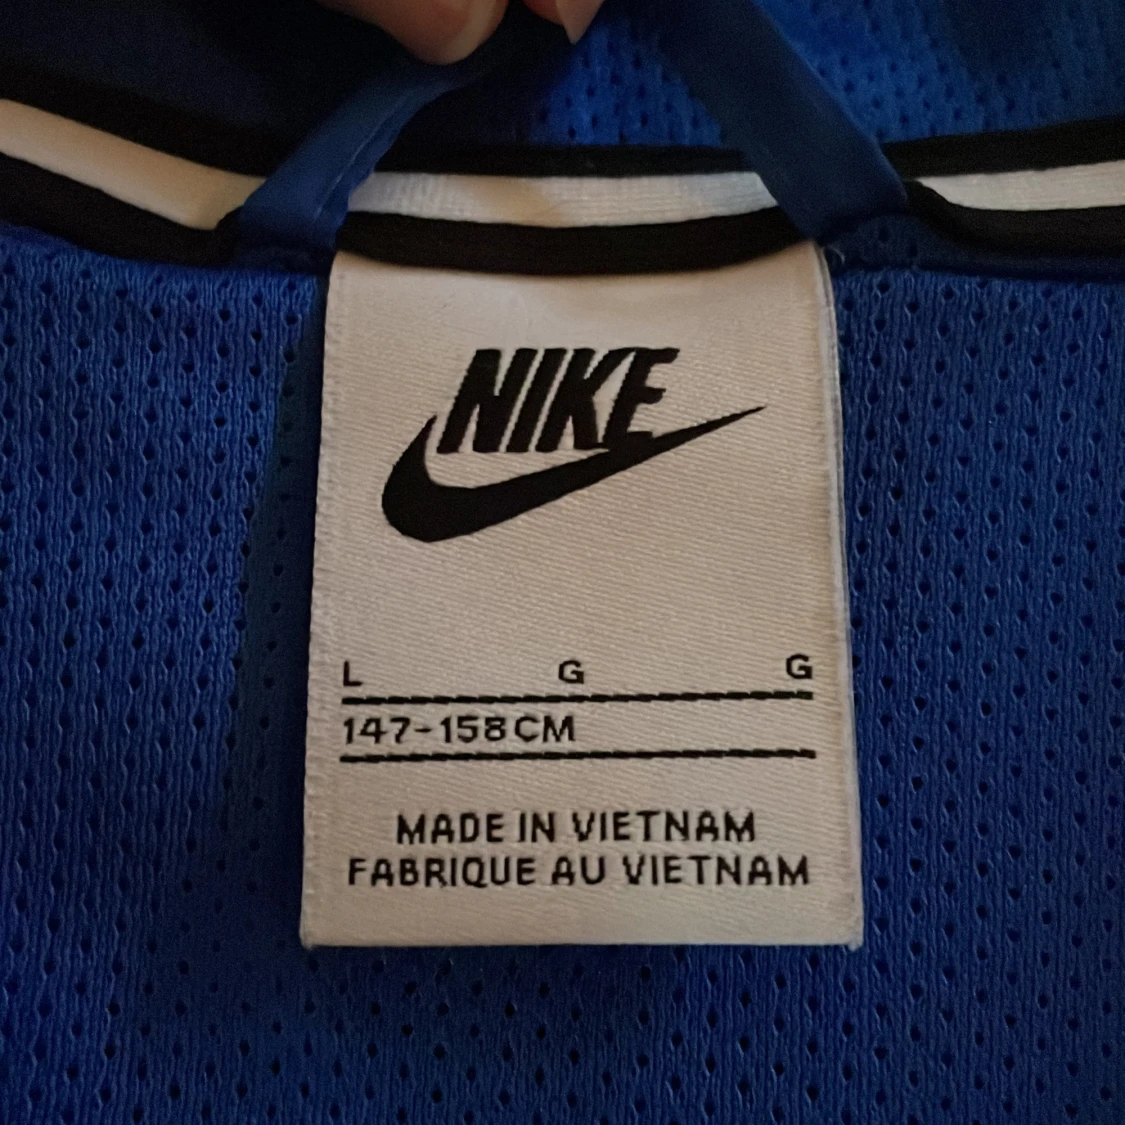 NIKE
L G G
147-158CM
MADE IN VIETNAM
FABRIQUE AU VIETNAM